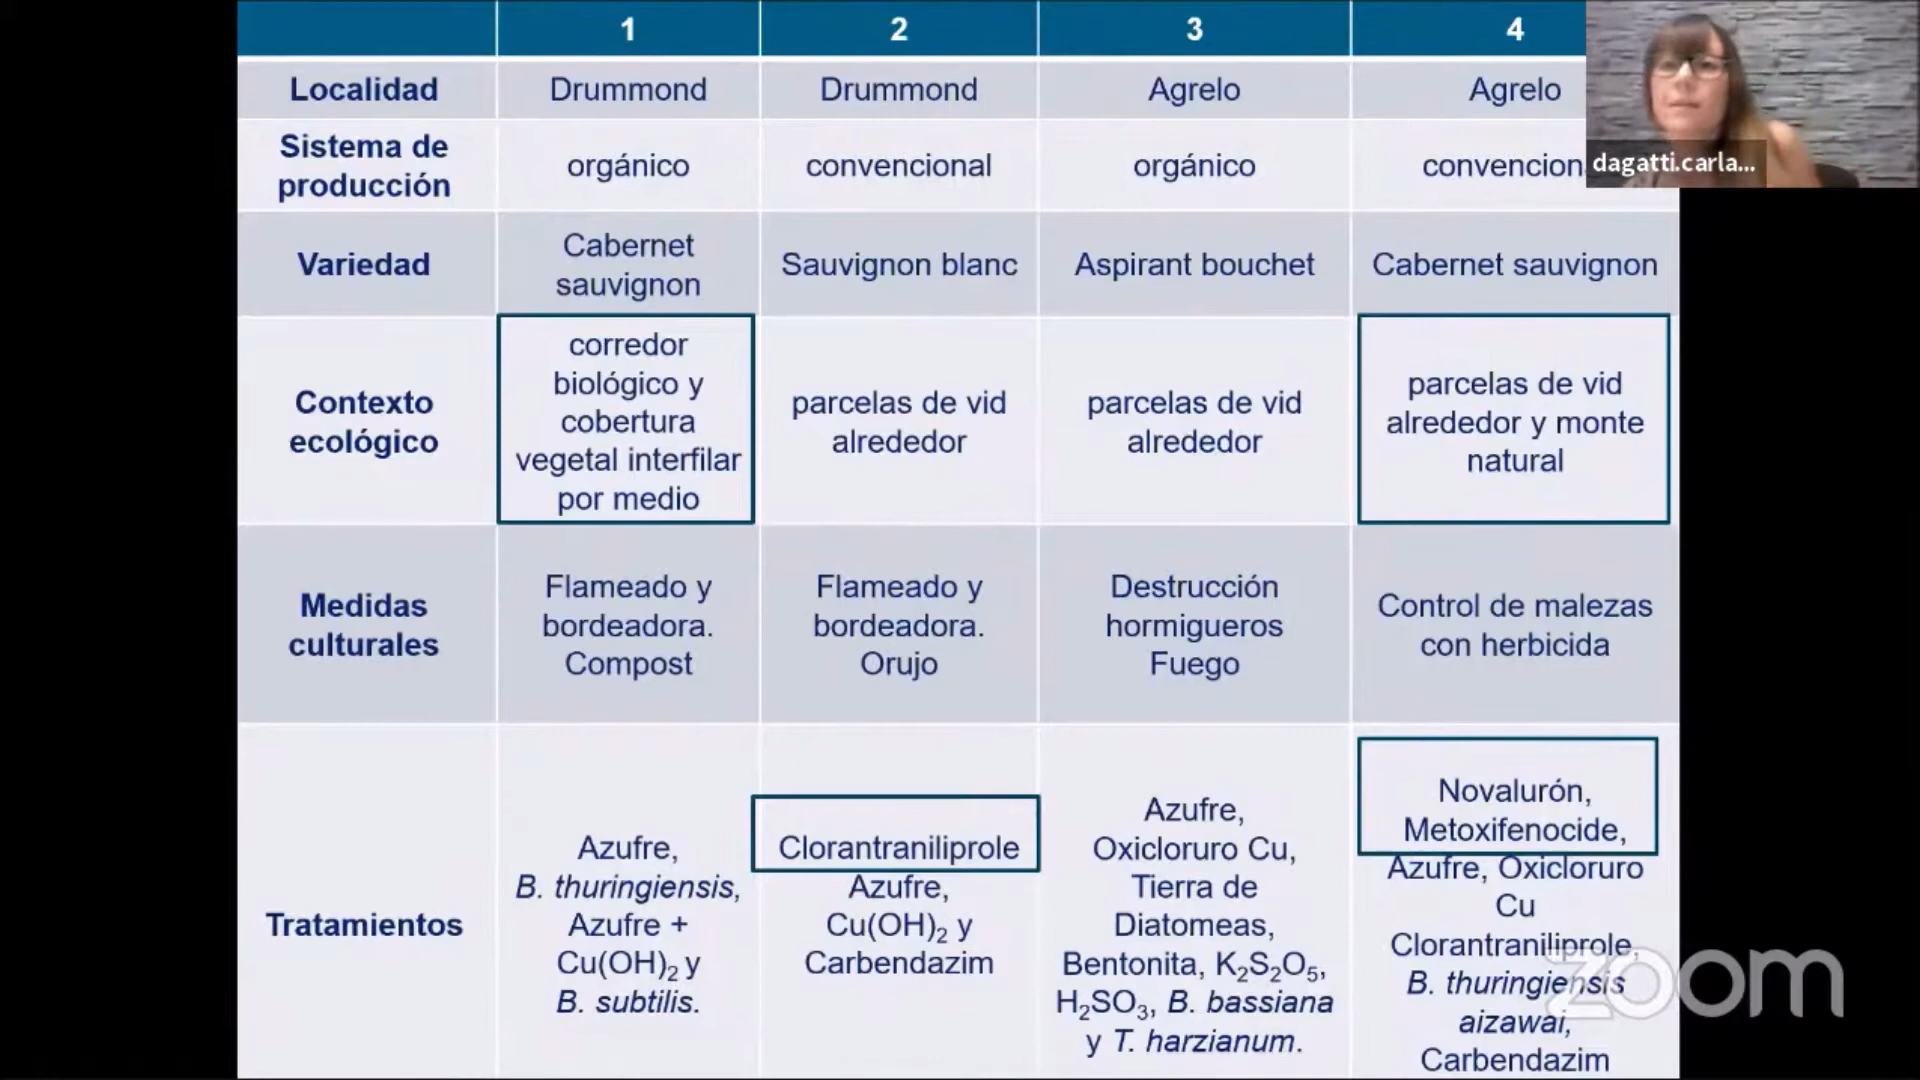 1
2
3
4
Localidad
Drummond
Drummond
Agrelo
Agrelo
Sistema de
producción
orgánico
convencional
orgánico
convencion
Variedad
Cabernet
sauvignon
Sauvignon blanc
Aspirant bouchet
Cabernet sauvignon
Contexto
ecológico
corredor
biológico y
cobertura
vegetal interfilar
por medio
parcelas de vid
alrededor
parcelas de vid
alrededor
parcelas de vid
alrededor y monte
natural
Medidas
culturales
Flameado y
bordeadora.
Compost
Flameado y
bordeadora.
Orujo
Destrucción
hormigueros
Fuego
Control de malezas
con herbicida
Tratamientos
Azufre,
B. thuringiensis,
Azufre +
Cu(OH)₂ y
B. subtilis.
Clorantraniliprole
Azufre,
Cu(OH)₂ y
Carbendazim
Azufre,
Oxicloruro Cu,
Tierra de
Diatomeas,
Bentonita, K₂S₂O₅,
H₂SO₃, B. bassiana
y T. harzianum.
Novalurón,
Metoxifenocide,
Azufre, Oxicloruro
Cu
Clorantraniliprole,
B. thuringiensis
aizawai,
Carbendazim
dagatti.carla...
zoom